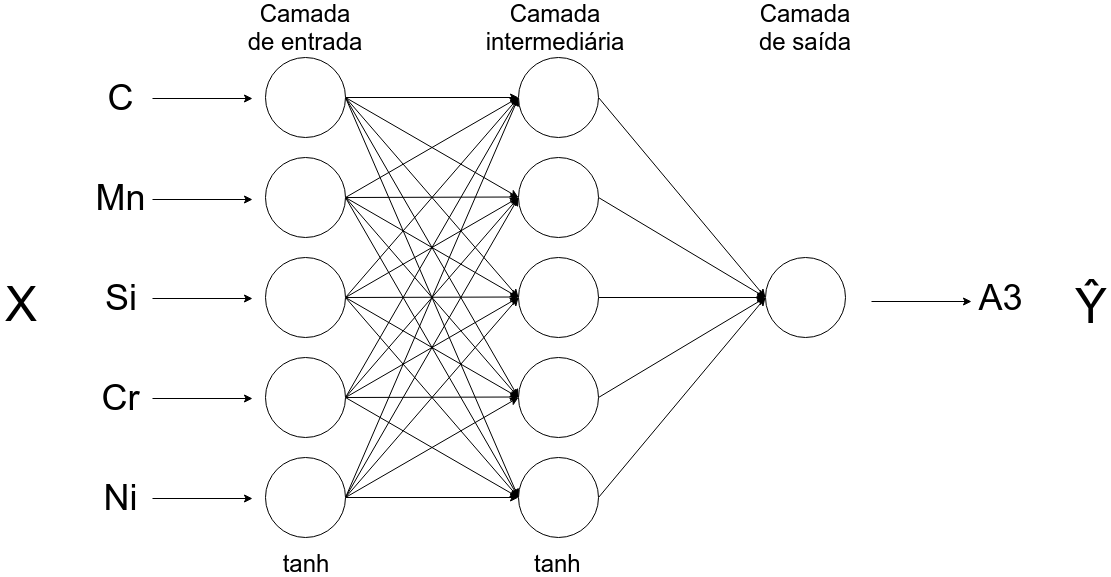 Camada
de entrada
Camada
intermediária
Camada
de saída
C
Mn
Si
Cr
Ni
X
A3
Ŷ
tanh
tanh